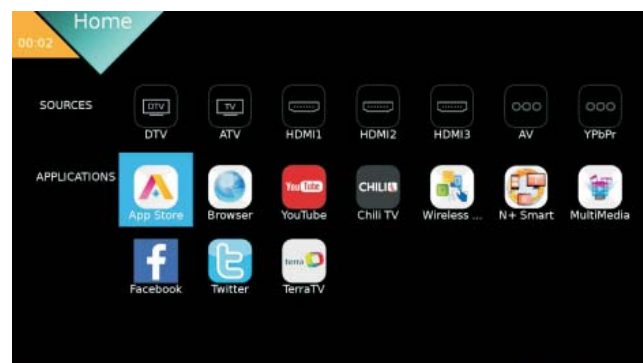 Home
00:02
SOURCES
DTV
TV
DTV ATV HDMI1 HDMI2 HDMI3 AV YPbPr
APPLICATIONS
You Tube CHILI terra
App Store Browser YouTube Chili TV Wireless ... N+ Smart MultiMedia
Facebook Twitter TerraTV